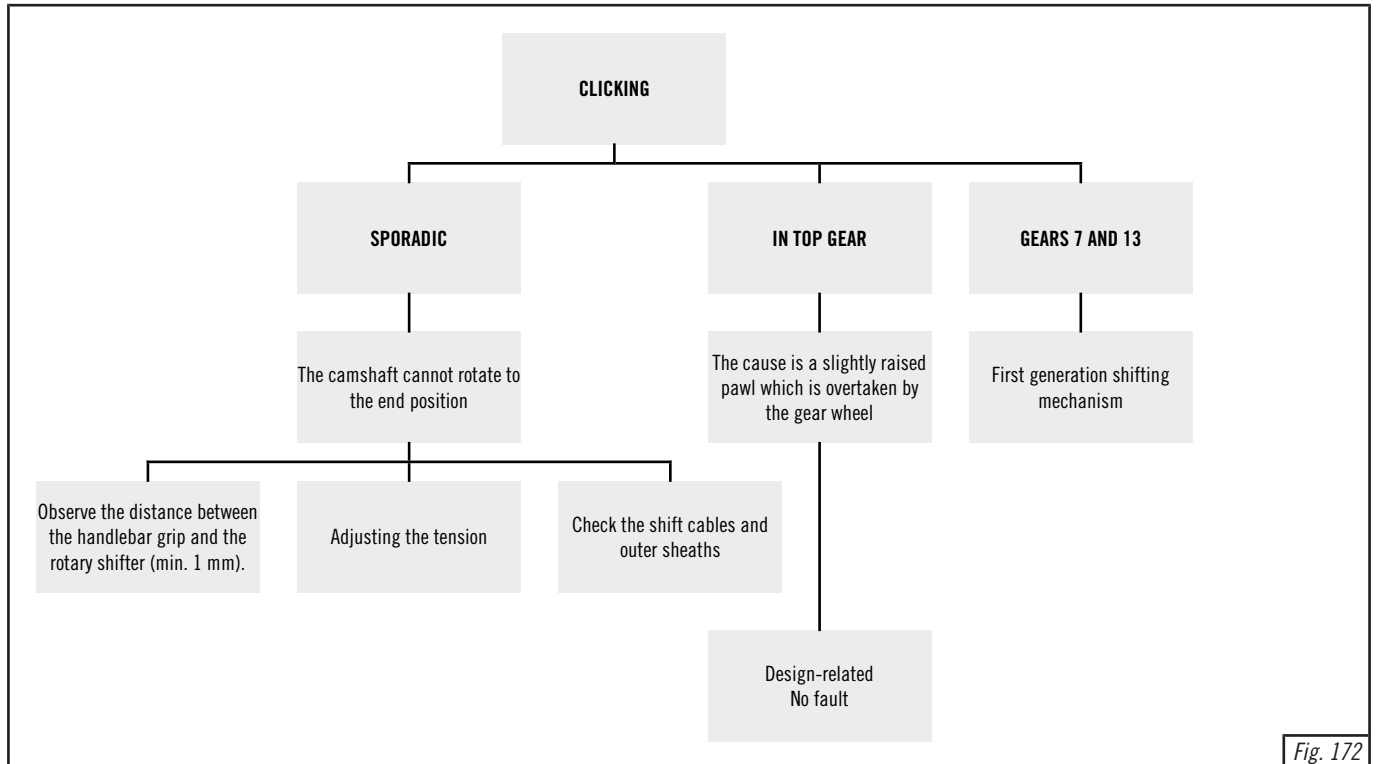 CLICKING
SPORADIC
IN TOP GEAR
GEARS 7 AND 13
The camshaft cannot rotate to
the end position
The cause is a slightly raised
pawl which is overtaken by
the gear wheel
First generation shifting
mechanism
Observe the distance between
the handlebar grip and the
rotary shifter (min. 1 mm).
Adjusting the tension
Check the shift cables and
outer sheaths
Design-related
No fault
Fig. 172